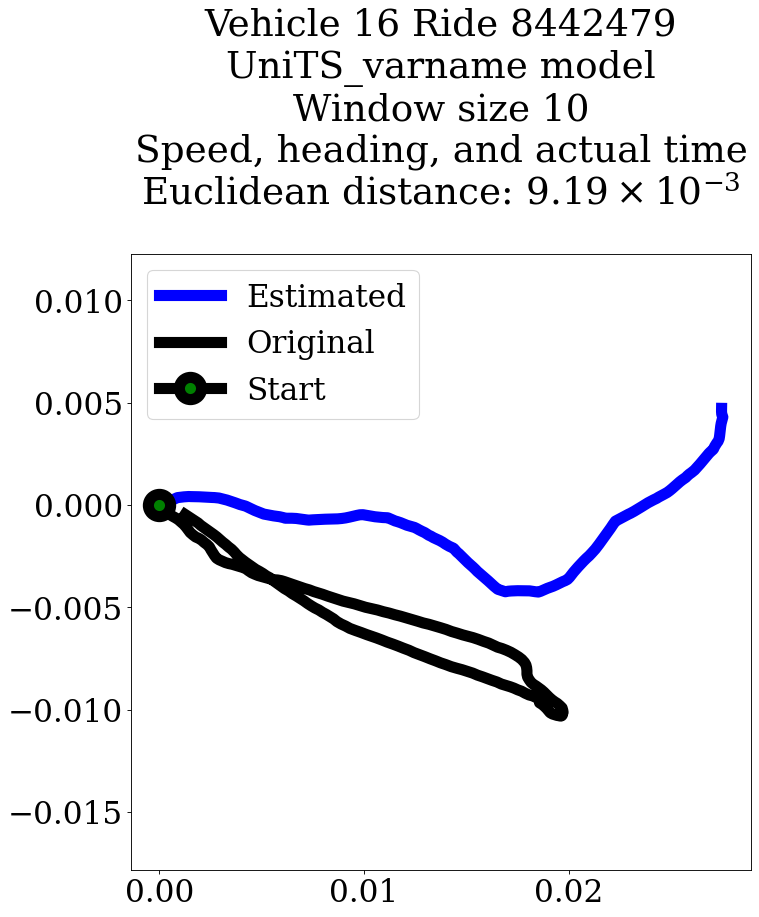 Vehicle 16 Ride 8442479
UniTS_varname model
Window size 10
Speed, heading, and actual time
Euclidean distance: 9.19 × 10⁻³
Estimated
Original
Start
0.010
0.005
0.000
−0.005
−0.010
−0.015
0.00 0.01 0.02